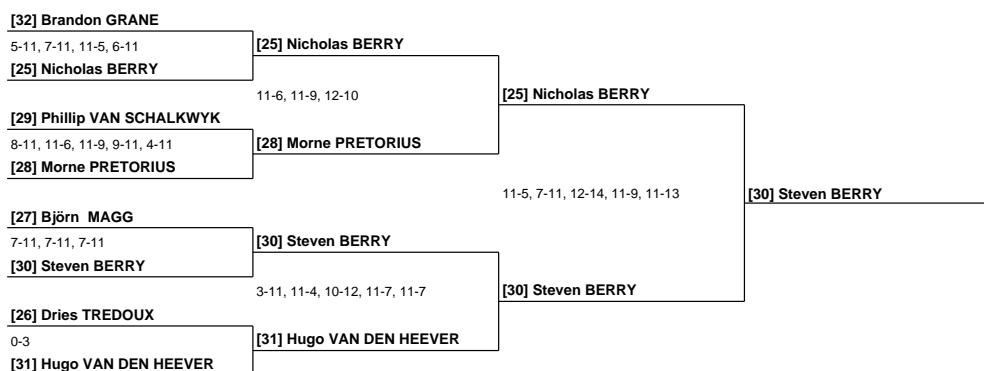 [32] Brandon GRANE
5-11, 7-11, 11-5, 6-11
[25] Nicholas BERRY
[25] Nicholas BERRY
11-6, 11-9, 12-10
[25] Nicholas BERRY
[29] Phillip VAN SCHALKWYK
8-11, 11-6, 11-9, 9-11, 4-11
[28] Morne PRETORIUS
[28] Morne PRETORIUS
11-5, 7-11, 12-14, 11-9, 11-13
[30] Steven BERRY
[27] Björn  MAGG
7-11, 7-11, 7-11
[30] Steven BERRY
[30] Steven BERRY
3-11, 11-4, 10-12, 11-7, 11-7
[30] Steven BERRY
[26] Dries TREDOUX
0-3
[31] Hugo VAN DEN HEEVER
[31] Hugo VAN DEN HEEVER